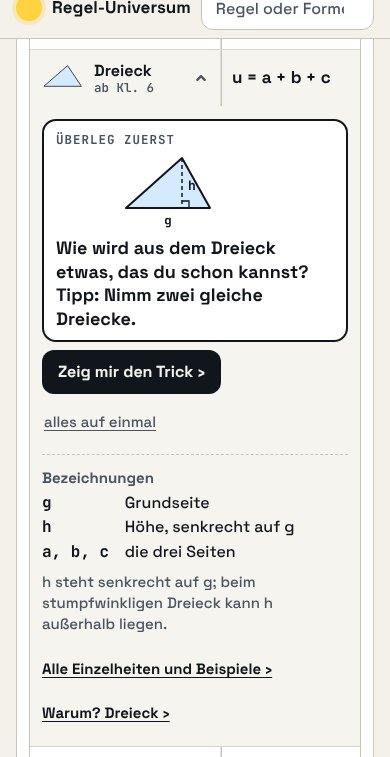 Regel-Universum
Regel oder Forme
Dreieck
ab Kl. 6
u = a + b + c
ÜBERLEG ZUERST
h
g
Wie wird aus dem Dreieck
etwas, das du schon kannst?
Tipp: Nimm zwei gleiche
Dreiecke.
Zeig mir den Trick >
alles auf einmal
Bezeichnungen
g Grundseite
h Höhe, senkrecht auf g
a, b, c die drei Seiten
h steht senkrecht auf g; beim
stumpfwinkligen Dreieck kann h
außerhalb liegen.
Alle Einzelheiten und Beispiele >
Warum? Dreieck >